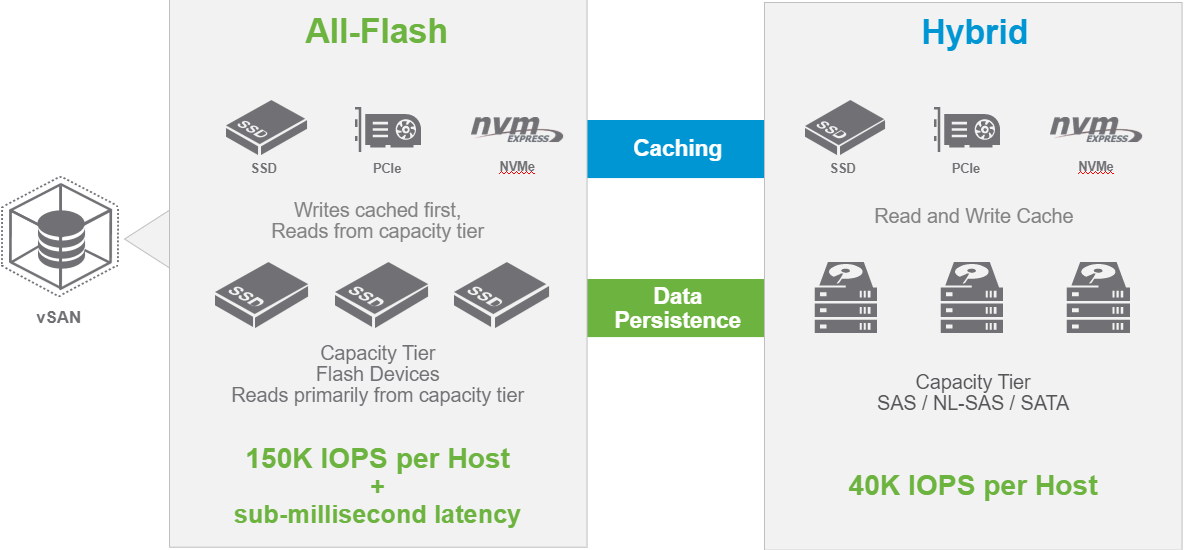 All-Flash
SSD
SSD
PCIe
nvm
EXPRESS
NVMe
Writes cached first,
Reads from capacity tier
SSD
SSD
SSD
Capacity Tier
Flash Devices
Reads primarily from capacity tier
150K IOPS per Host
+
sub-millisecond latency
vSAN
Caching
Data
Persistence
Hybrid
SSD
SSD
PCIe
nvm
EXPRESS
NVMe
Read and Write Cache
Capacity Tier
SAS / NL-SAS / SATA
40K IOPS per Host